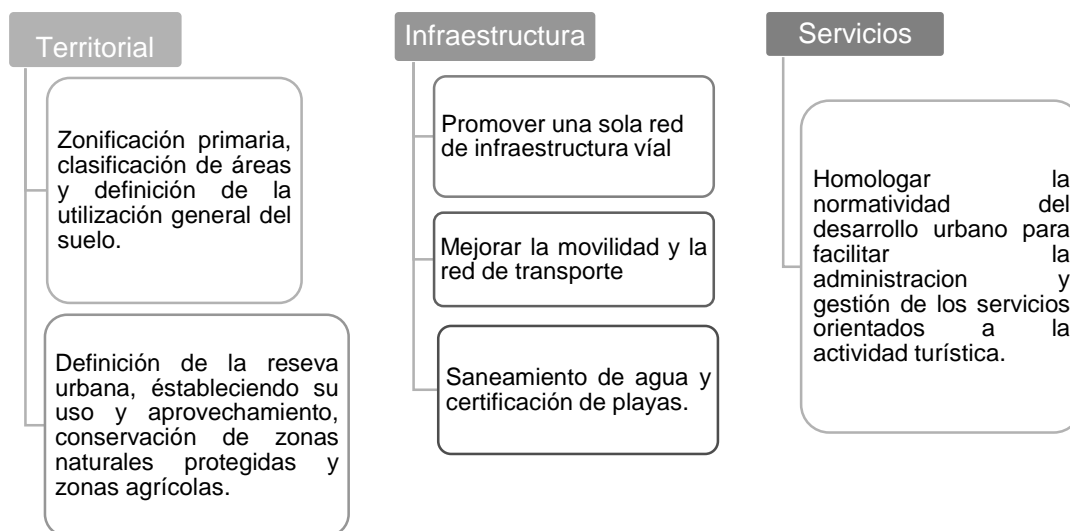 Territorial
Zonificación primaria,
clasificación de áreas
y definición de la
utilización general del
suelo.
Definición de la reseva
urbana, éstableciendo su
uso y aprovechamiento,
conservación de zonas
naturales protegidas y
zonas agrícolas.
Infraestructura
Promover una sola red
de infraestructura víal
Mejorar la movilidad y la
red de transporte
Saneamiento de agua y
certificación de playas.
Servicios
Homologar la
normatividad del
desarrollo urbano para
facilitar la
administracion y
gestión de los servicios
orientados a la
actividad turística.